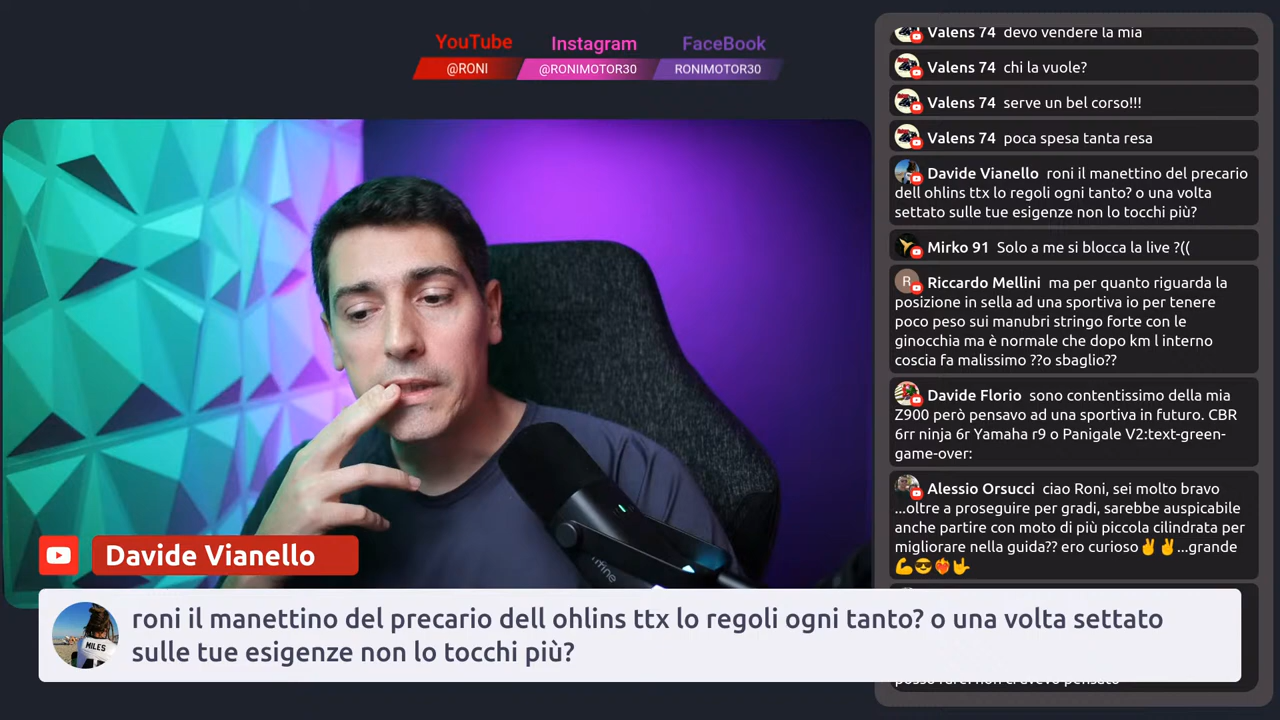 YouTube
Instagram
FaceBook
@RONI
@RONIMOTOR30
RONIMOTOR30
Valens 74 devo vendere la mia
Valens 74 chi la vuole?
Valens 74 serve un bel corso!!!
Valens 74 poca spesa tanta resa
Davide Vianello roni il manettino del precario
dell ohlins ttx lo regoli ogni tanto? o una volta
settato sulle tue esigenze non lo tocchi più?
Mirko 91 Solo a me si blocca la live ?((
Riccardo Mellini ma per quanto riguarda la
posizione in sella ad una sportiva io per tenere
poco peso sui manubri stringo forte con le
ginocchia ma è normale che dopo km l interno
coscia fa malissimo ??o sbaglio??
Davide Florio sono contentissimo della mia
Z900 però pensavo ad una sportiva in futuro. CBR
6rr ninja 6r Yamaha r9 o Panigale V2:text-green-
game-over:
Alessio Orsucci ciao Roni, sei molto bravo
...oltre a proseguire per gradi, sarebbe auspicabile
anche partire con moto di più piccola cilindrata per
migliorare nella guida?? ero curioso✌✌...grande
💪😎❤️‍🔥🤟
Davide Vianello
roni il manettino del precario dell ohlins ttx lo regoli ogni tanto? o una volta settato
sulle tue esigenze non lo tocchi più?
MILES